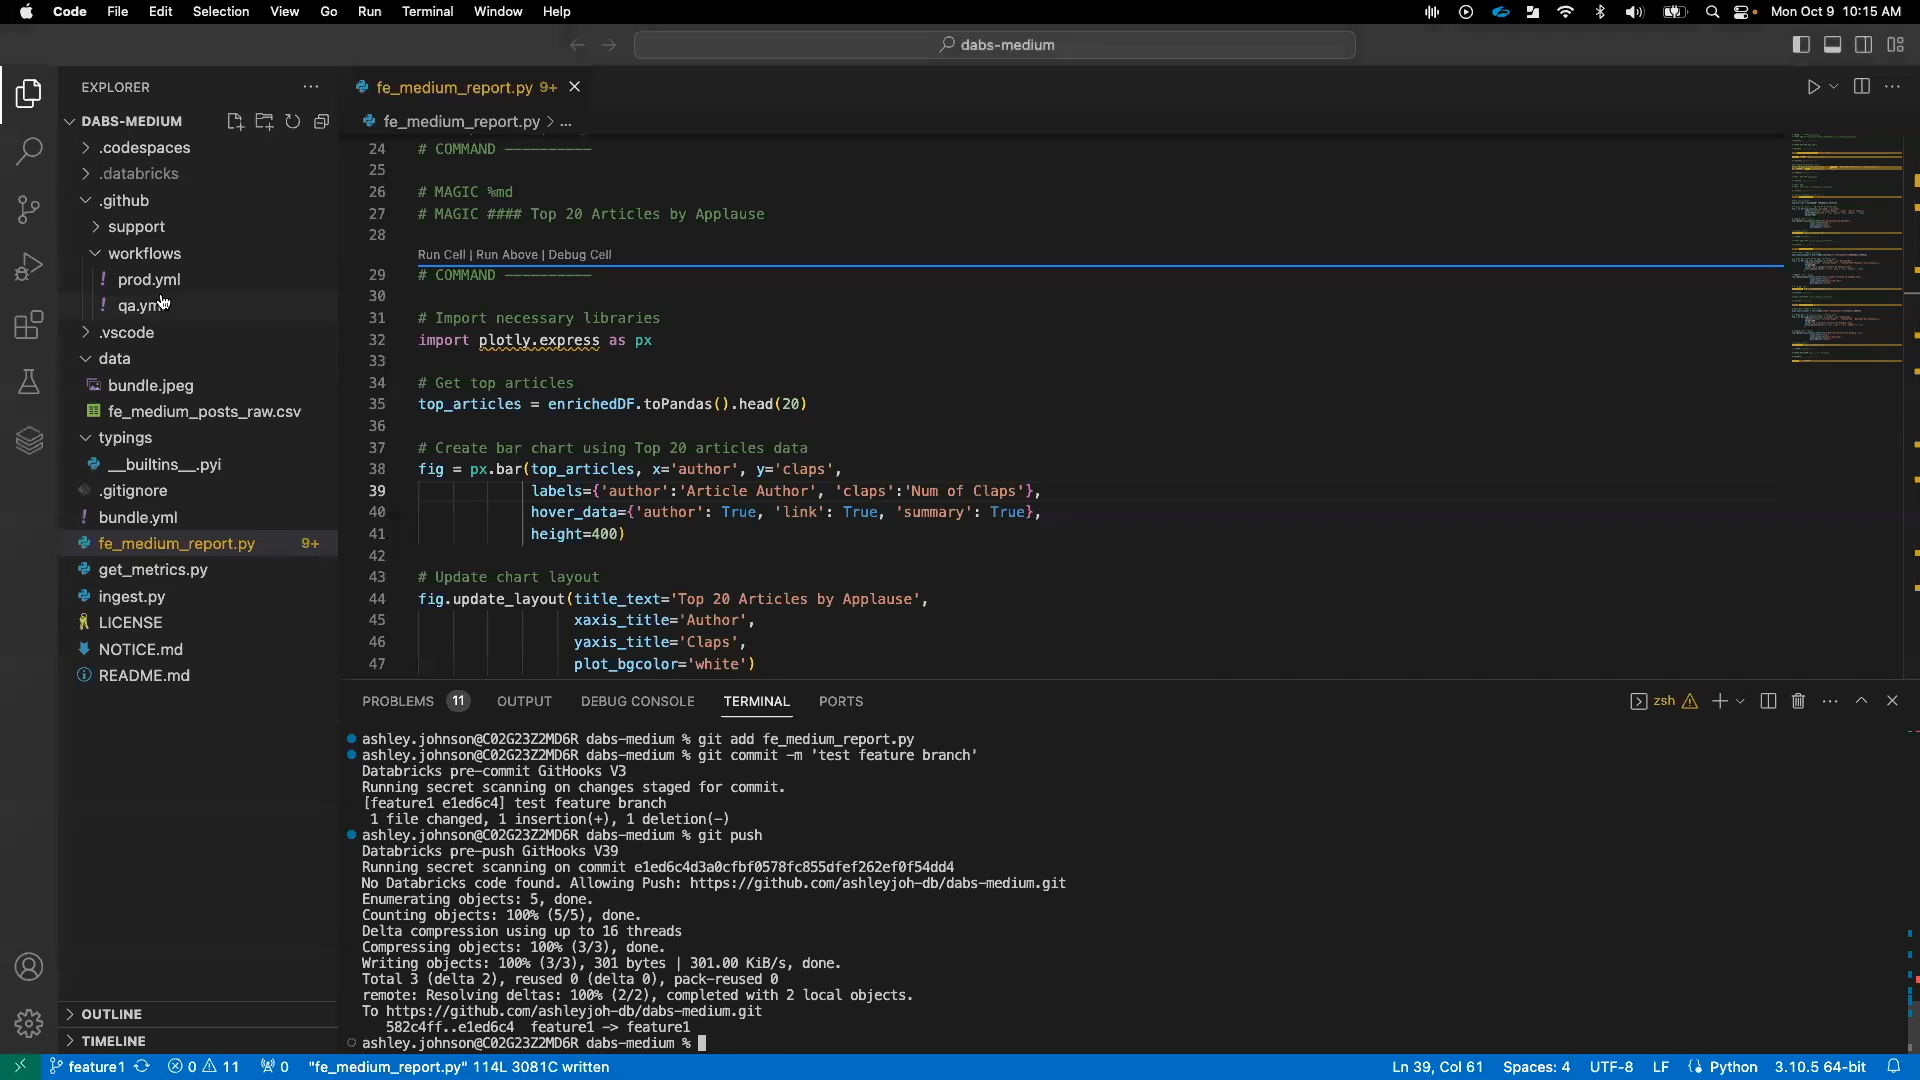 Code File Edit Selection View Go Run Terminal Window Help
Mon Oct 9 10:15 AM
dabs-medium
EXPLORER
DABS-MEDIUM
.codespaces
.databricks
.github
support
workflows
! prod.yml
! qa.yml
.vscode
data
bundle.jpeg
fe_medium_posts_raw.csv
typings
__builtins__.pyi
.gitignore
! bundle.yml
fe_medium_report.py 9+
get_metrics.py
ingest.py
LICENSE
NOTICE.md
README.md
OUTLINE
TIMELINE
fe_medium_report.py 9+
fe_medium_report.py > ...
24 # COMMAND ----------
25
26 # MAGIC %md
27 # MAGIC #### Top 20 Articles by Applause
28
Run Cell | Run Above | Debug Cell
29 # COMMAND ----------
30
31 # Import necessary libraries
32 import plotly.express as px
33
34 # Get top articles
35 top_articles = enrichedDF.toPandas().head(20)
36
37 # Create bar chart using Top 20 articles data
38 fig = px.bar(top_articles, x='author', y='claps',
39 labels={'author':'Article Author', 'claps':'Num of Claps'},
40 hover_data={'author': True, 'link': True, 'summary': True},
41 height=400)
42
43 # Update chart layout
44 fig.update_layout(title_text='Top 20 Articles by Applause',
45 xaxis_title='Author',
46 yaxis_title='Claps',
47 plot_bgcolor='white')
PROBLEMS 11 OUTPUT DEBUG CONSOLE TERMINAL PORTS
zsh
ashley.johnson@C02G23Z2MD6R dabs-medium % git add fe_medium_report.py
ashley.johnson@C02G23Z2MD6R dabs-medium % git commit -m 'test feature branch'
Databricks pre-commit GitHooks V3
Running secret scanning on changes staged for commit.
[feature1 e1ed6c4] test feature branch
1 file changed, 1 insertion(+), 1 deletion(-)
ashley.johnson@C02G23Z2MD6R dabs-medium % git push
Databricks pre-push GitHooks V39
Running secret scanning on commit e1ed6c4d3a0cfbf0578fc855dfef262ef0f54dd4
No Databricks code found. Allowing Push: https://github.com/ashleyjoh-db/dabs-medium.git
Enumerating objects: 5, done.
Counting objects: 100% (5/5), done.
Delta compression using up to 16 threads
Compressing objects: 100% (3/3), done.
Writing objects: 100% (3/3), 301 bytes | 301.00 KiB/s, done.
Total 3 (delta 2), reused 0 (delta 0), pack-reused 0
remote: Resolving deltas: 100% (2/2), completed with 2 local objects.
To https://github.com/ashleyjoh-db/dabs-medium.git
582c4ff..e1ed6c4 feature1 -> feature1
ashley.johnson@C02G23Z2MD6R dabs-medium %
feature1 0 11 0 "fe_medium_report.py" 114L 3081C written
Ln 39, Col 61 Spaces: 4 UTF-8 LF Python 3.10.5 64-bit